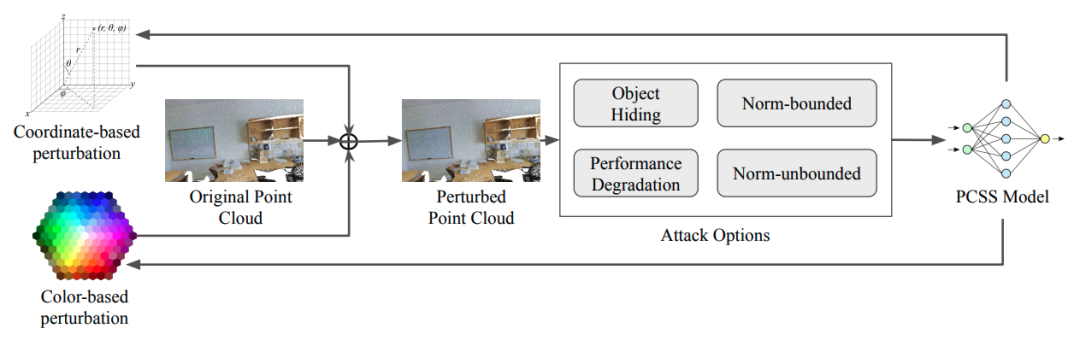 z
(r, θ, φ)
r
θ
φ
y
x
Coordinate-based
perturbation
Original Point
Cloud
Perturbed
Point Cloud
Object
Hiding
Norm-bounded
Performance
Degradation
Norm-unbounded
Attack Options
PCSS Model
Color-based
perturbation